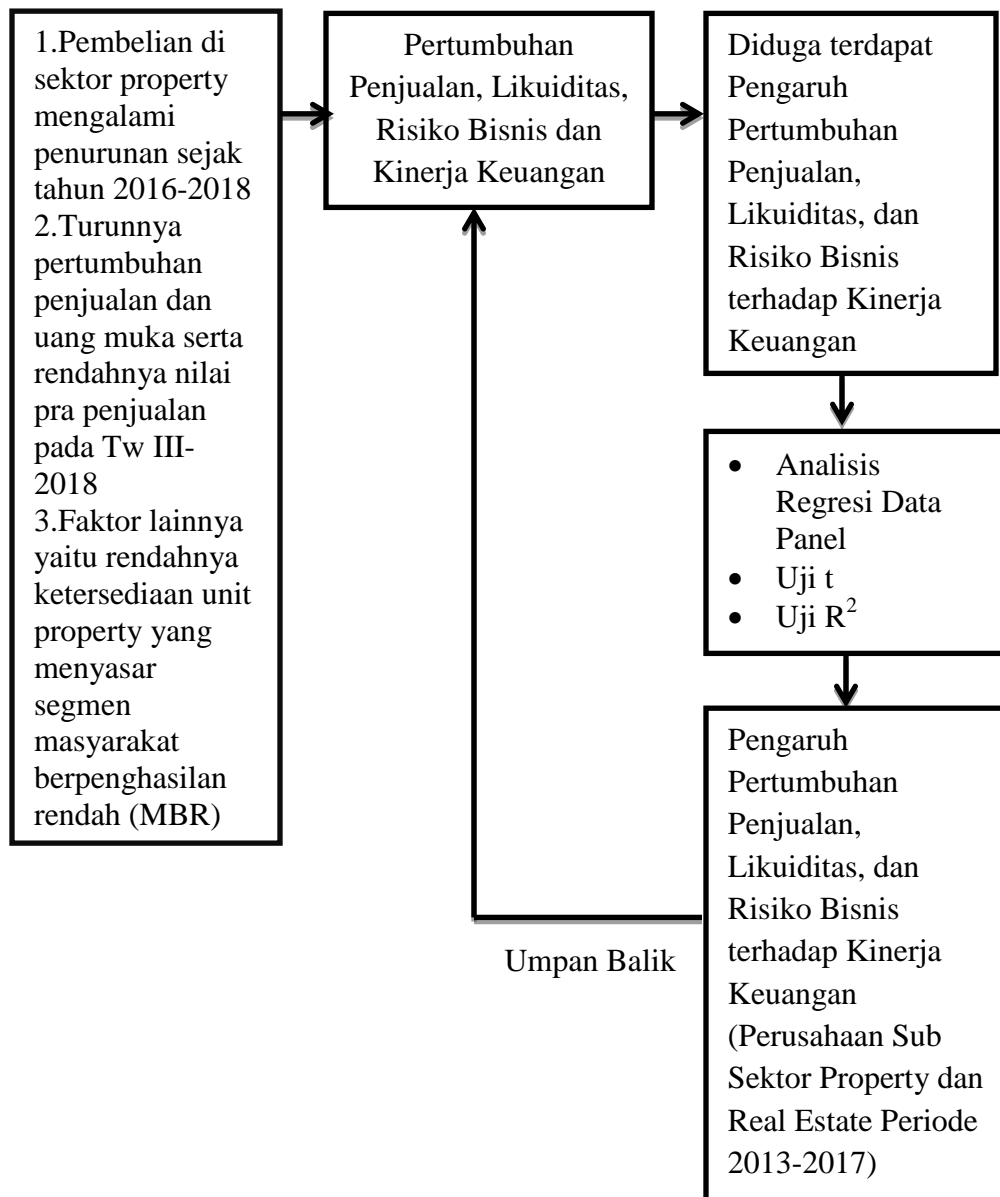 1.Pembelian di
sektor property
mengalami
penurunan sejak
tahun 2016-2018
2.Turunnya
pertumbuhan
penjualan dan
uang muka serta
rendahnya nilai
pra penjualan
pada Tw III-
2018
3.Faktor lainnya
yaitu rendahnya
ketersediaan unit
property yang
menyasar
segmen
masyarakat
berpenghasilan
rendah (MBR)
Pertumbuhan
Penjualan, Likuiditas,
Risiko Bisnis dan
Kinerja Keuangan
Diduga terdapat
Pengaruh
Pertumbuhan
Penjualan,
Likuiditas, dan
Risiko Bisnis
terhadap Kinerja
Keuangan
• Analisis
Regresi Data
Panel
• Uji t
• Uji R²
Pengaruh
Pertumbuhan
Penjualan,
Likuiditas, dan
Risiko Bisnis
terhadap Kinerja
Keuangan
(Perusahaan Sub
Sektor Property dan
Real Estate Periode
2013-2017)
Umpan Balik